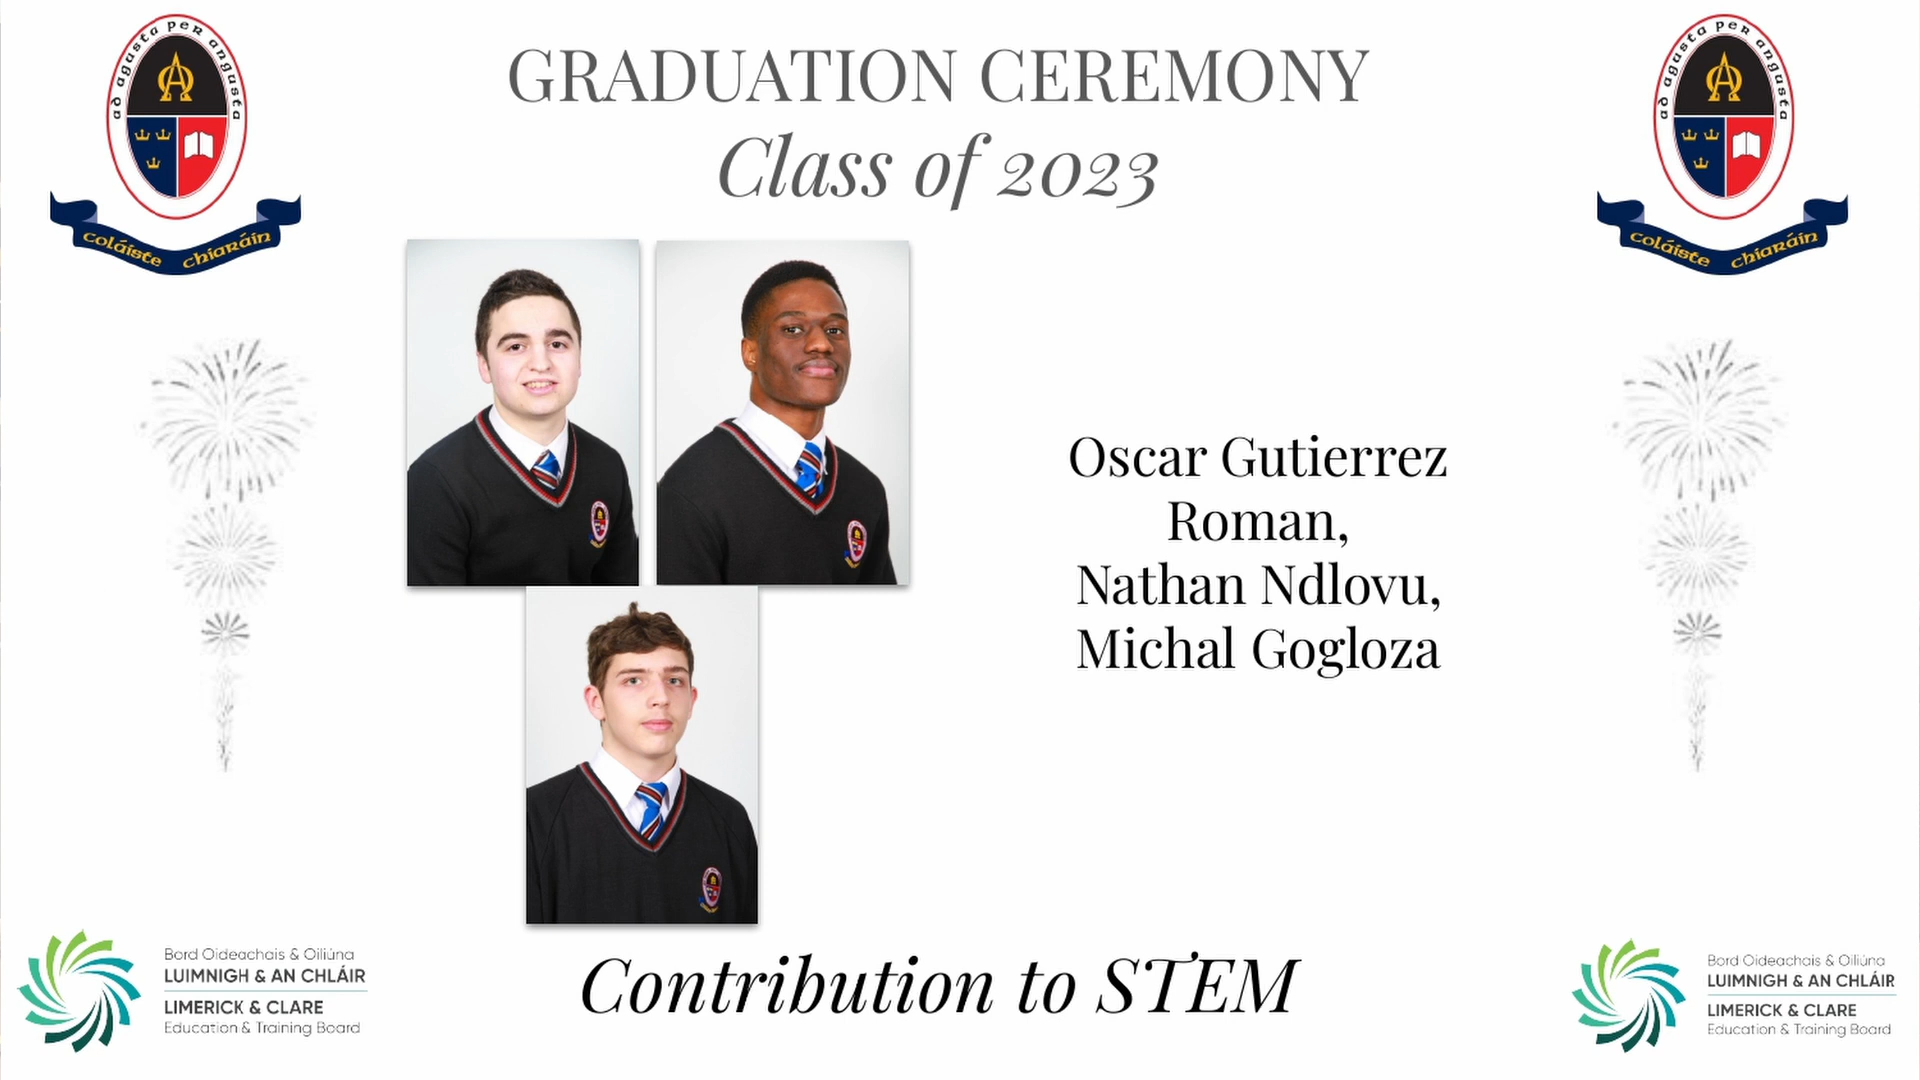 ad agusta per angusta
coláiste chiaráin
GRADUATION CEREMONY
Class of 2023
ad agusta per angusta
coláiste chiaráin
Oscar Gutierrez
Roman,
Nathan Ndlovu,
Michal Gogloza
Bord Oideachais & Oiliúna
LUIMNIGH & AN CHLÁIR
LIMERICK & CLARE
Education & Training Board
Contribution to STEM
Bord Oideachais & Oiliúna
LUIMNIGH & AN CHLÁIR
LIMERICK & CLARE
Education & Training Board